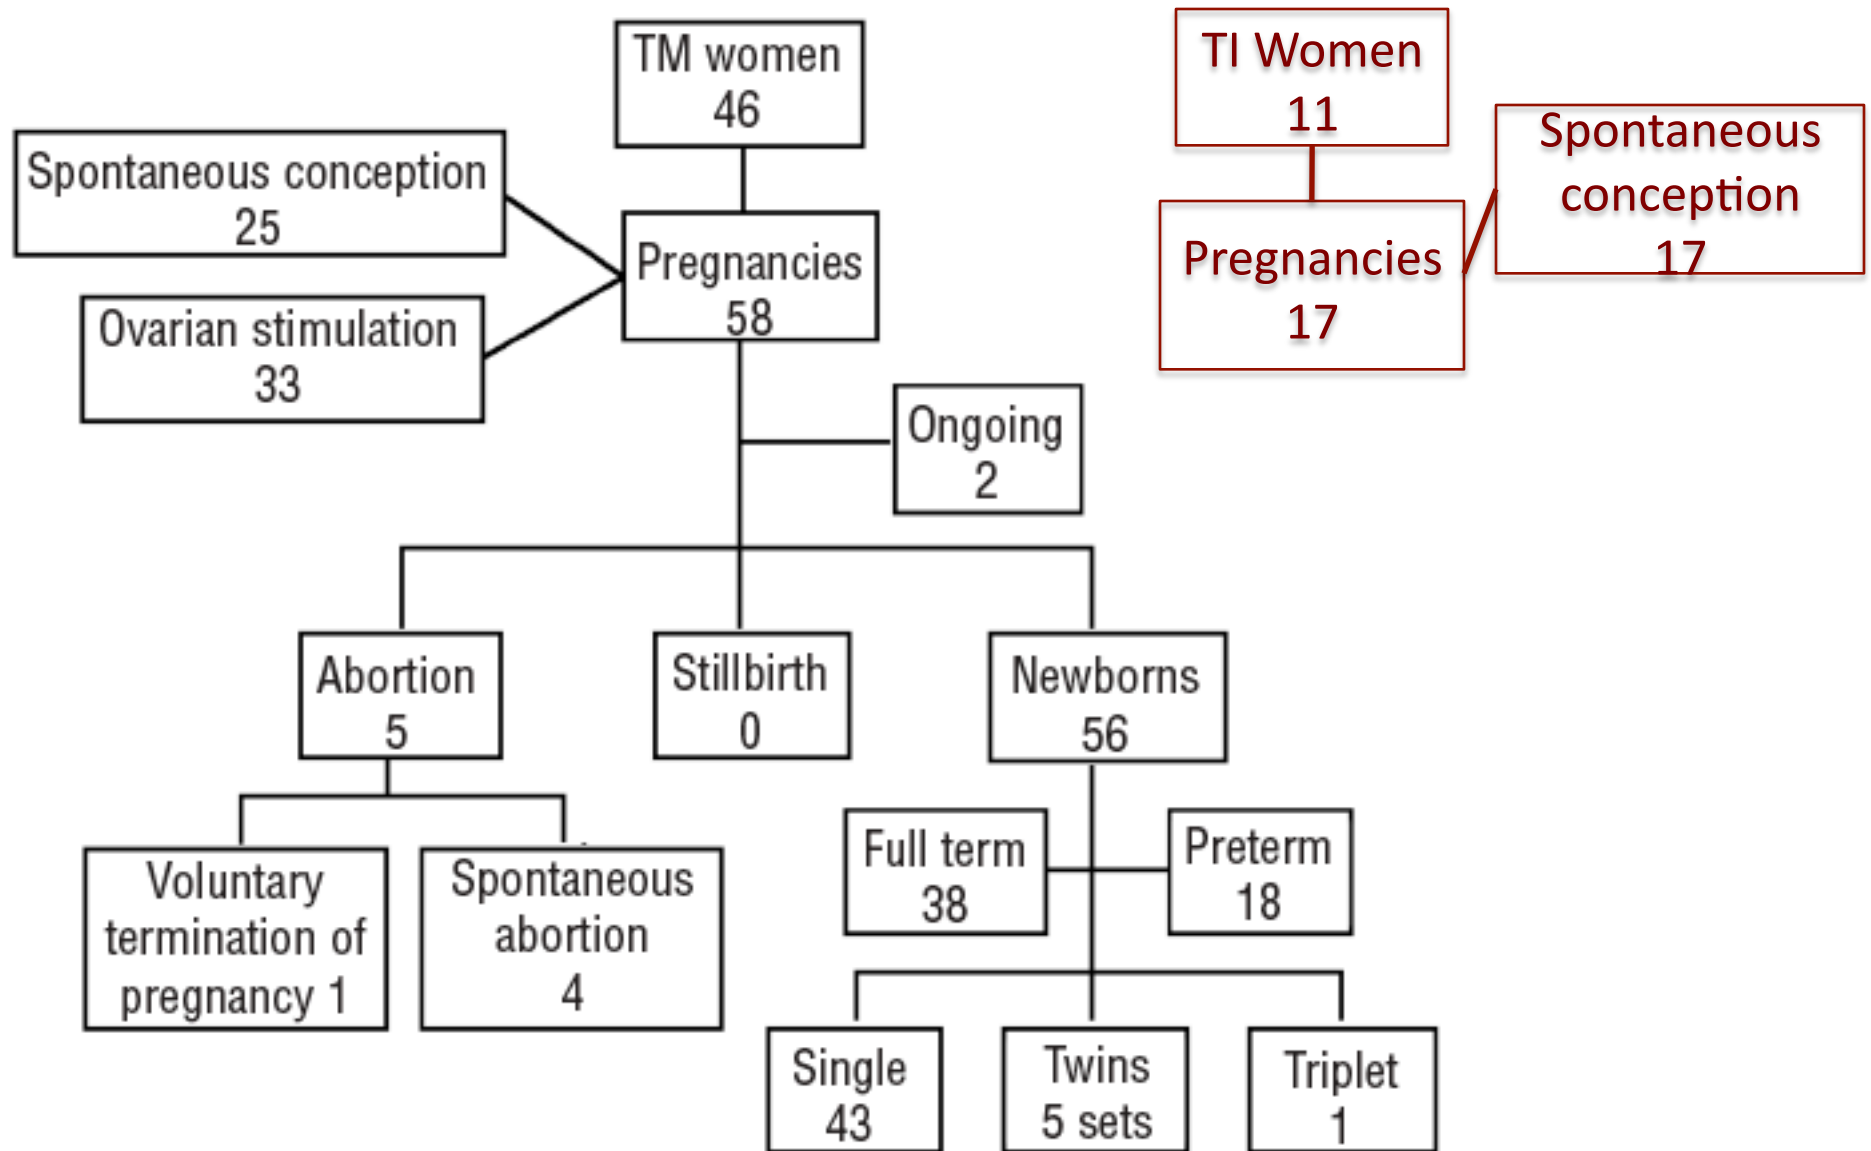 TM women
46
TI Women
11
Spontaneous conception
25
Spontaneous
conception
17
Pregnancies
58
Pregnancies
17
Ovarian stimulation
33
Ongoing
2
Abortion
5
Stillbirth
0
Newborns
56
Voluntary
termination of
pregnancy 1
Spontaneous
abortion
4
Full term
38
Preterm
18
Single
43
Twins
5 sets
Triplet
1